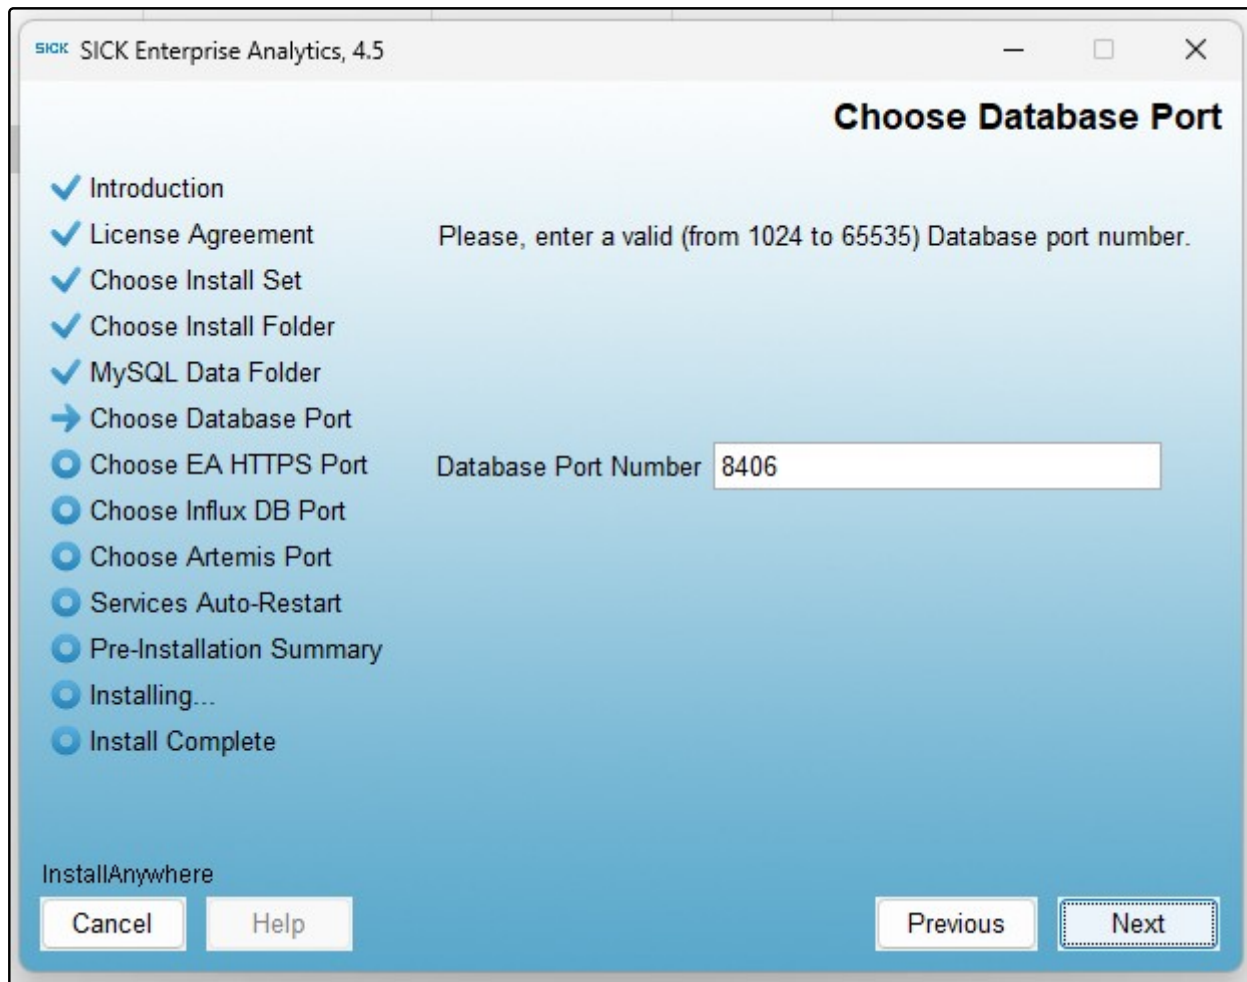 SICK SICK Enterprise Analytics, 4.5
Choose Database Port
Introduction
License Agreement
Choose Install Set
Choose Install Folder
MySQL Data Folder
Choose Database Port
Choose EA HTTPS Port
Choose Influx DB Port
Choose Artemis Port
Services Auto-Restart
Pre-Installation Summary
Installing...
Install Complete
Please, enter a valid (from 1024 to 65535) Database port number.
Database Port Number 8406
InstallAnywhere
Cancel Help Previous Next